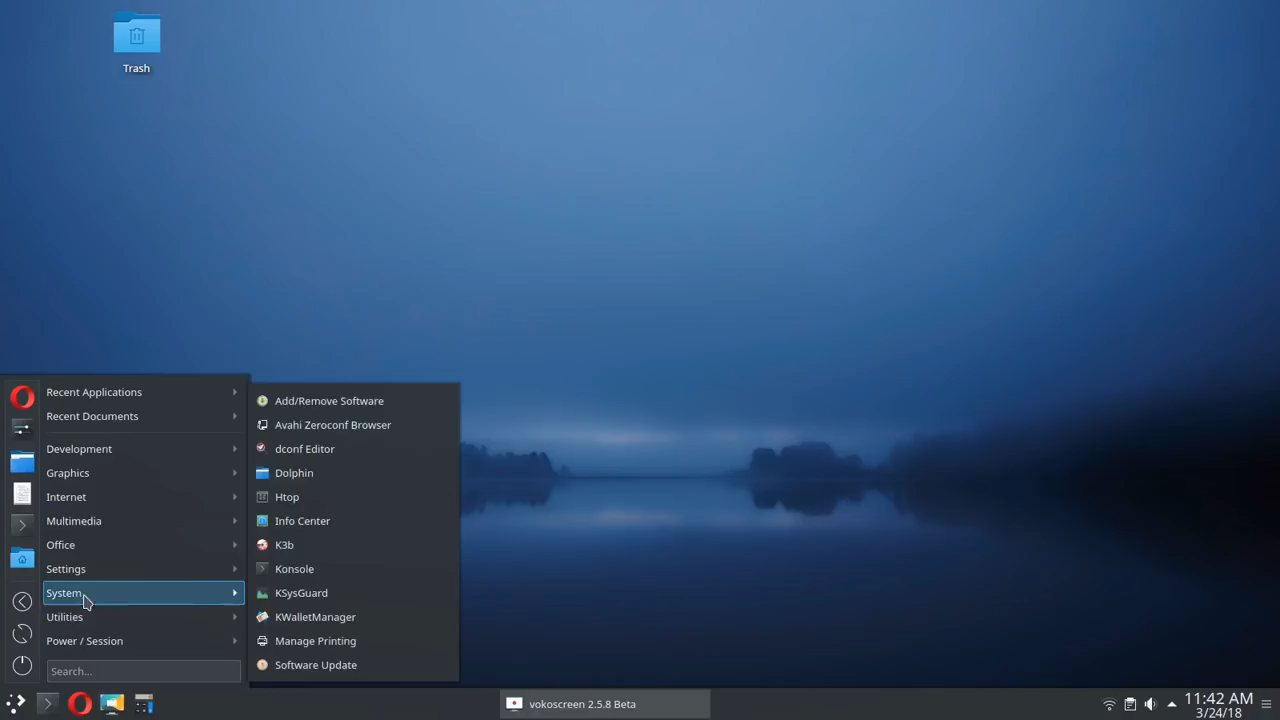 Trash
Recent Applications
Recent Documents
Development
Graphics
Internet
Multimedia
Office
Settings
System
Utilities
Power / Session
Search...
Add/Remove Software
Avahi Zeroconf Browser
dconf Editor
Dolphin
Htop
Info Center
K3b
Konsole
KSysGuard
KWalletManager
Manage Printing
Software Update
vokoscreen 2.5.8 Beta
11:42 AM
3/24/18